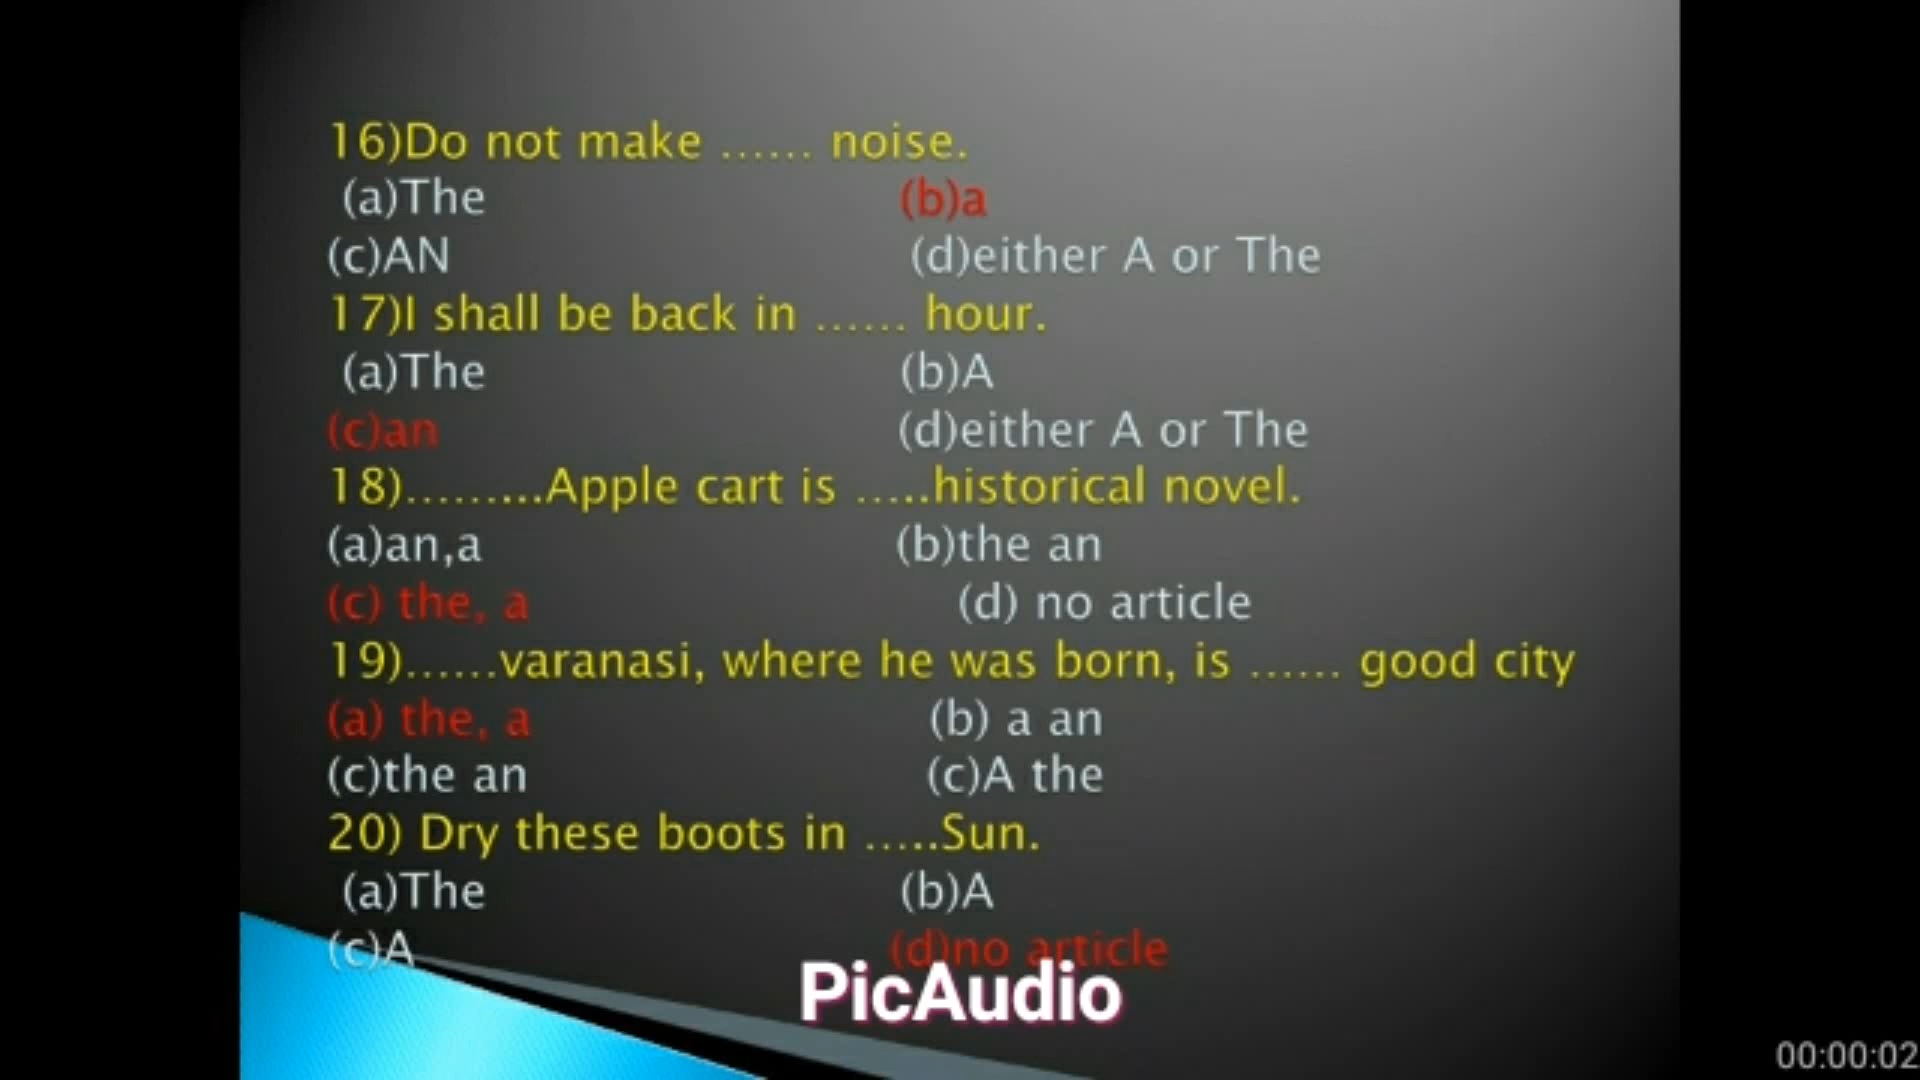 16)Do not make ...... noise.
(a)The (b)a
(c)AN (d)either A or The
17)I shall be back in ...... hour.
(a)The (b)A
(c)an (d)either A or The
18).........Apple cart is .....historical novel.
(a)an,a (b)the an
(c) the, a (d) no article
19)......varanasi, where he was born, is ...... good city
(a) the, a (b) a an
(c)the an (c)A the
20) Dry these boots in .....Sun.
(a)The (b)A
(c)A (d)no article
PicAudio
00:00:02